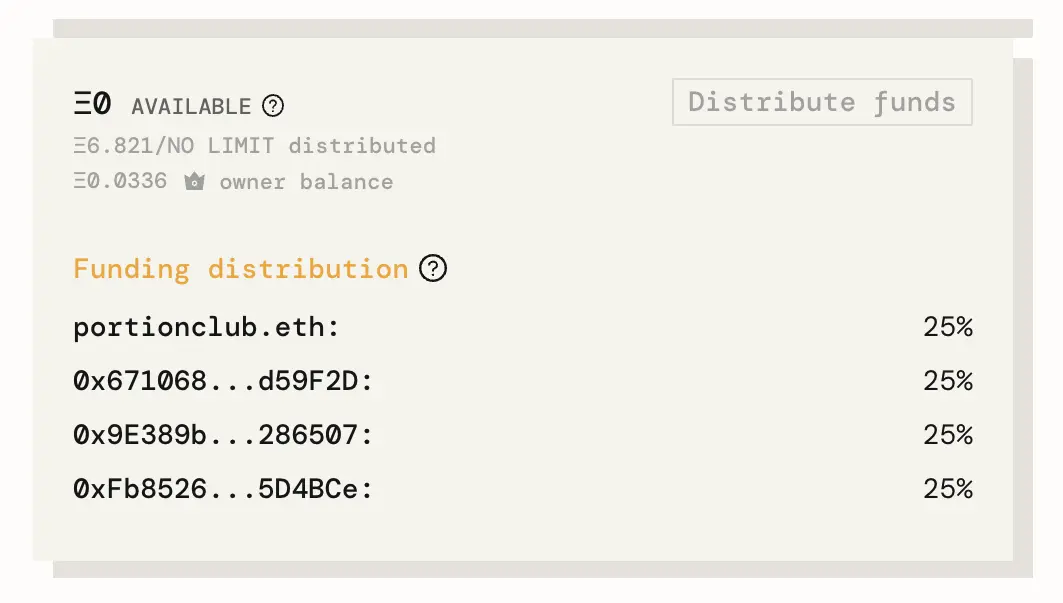 Ξ0 AVAILABLE ?
Distribute funds
Ξ6.821/NO LIMIT distributed
Ξ0.0336 owner balance
Funding distribution ?
portionclub.eth: 25%
0x671068...d59F2D: 25%
0x9E389b...286507: 25%
0xFb8526...5D4BCe: 25%